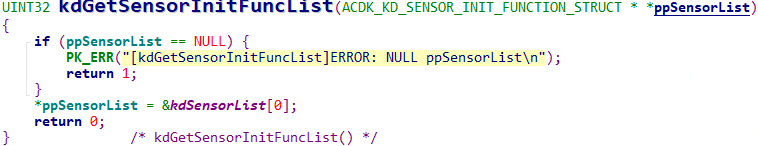 UINT32 kdGetSensorInitFuncList(ACDK_KD_SENSOR_INIT_FUNCTION_STRUCT * *ppSensorList)
{
if (ppSensorList == NULL) {
PK_ERR("[kdGetSensorInitFuncList]ERROR: NULL ppSensorList\n");
return 1;
}
*ppSensorList = &kdSensorList[0];
return 0;
} /* kdGetSensorInitFuncList() */